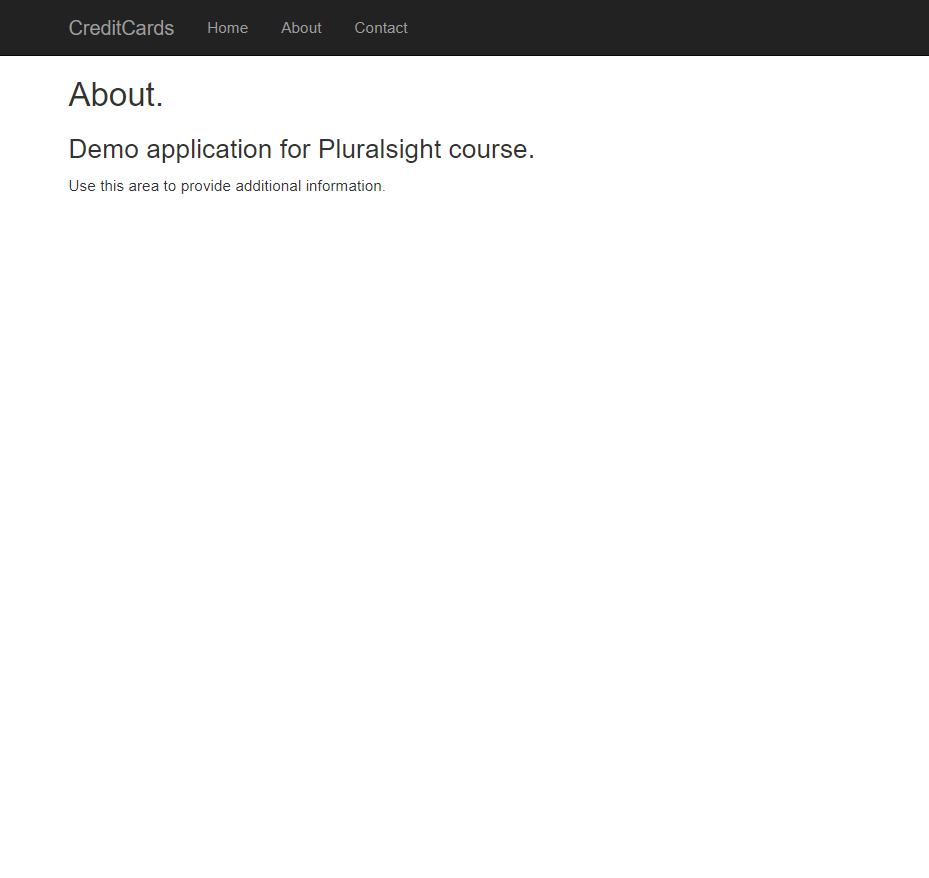 CreditCards Home About Contact
About.
Demo application for Pluralsight course.
Use this area to provide additional information.